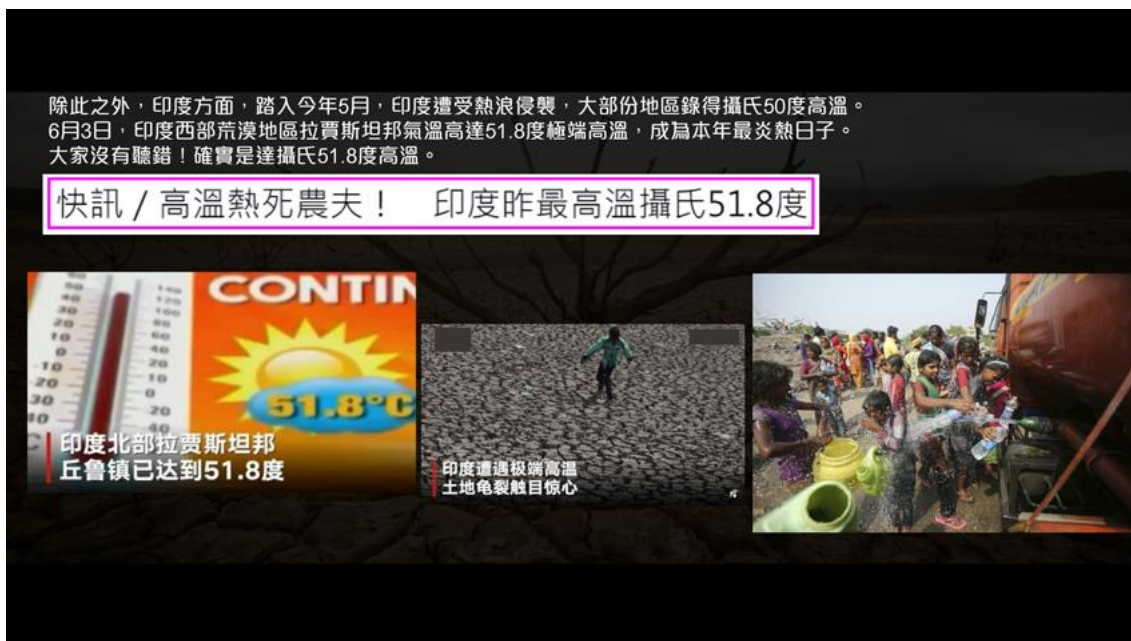 除此之外，印度方面，踏入今年5月，印度遭受熱浪侵襲，大部份地區錄得攝氏50度高溫。
6月3日，印度西部荒漠地區拉賈斯坦邦氣溫高達51.8度極端高溫，成為本年最炎熱日子。
大家沒有聽錯！確實是達攝氏51.8度高溫。
快訊／高溫熱死農夫！　印度昨最高溫攝氏51.8度
CONTIN
51.8°C
印度北部拉贾斯坦邦
丘鲁镇已达到51.8度
印度遭遇极端高温
土地龟裂触目惊心